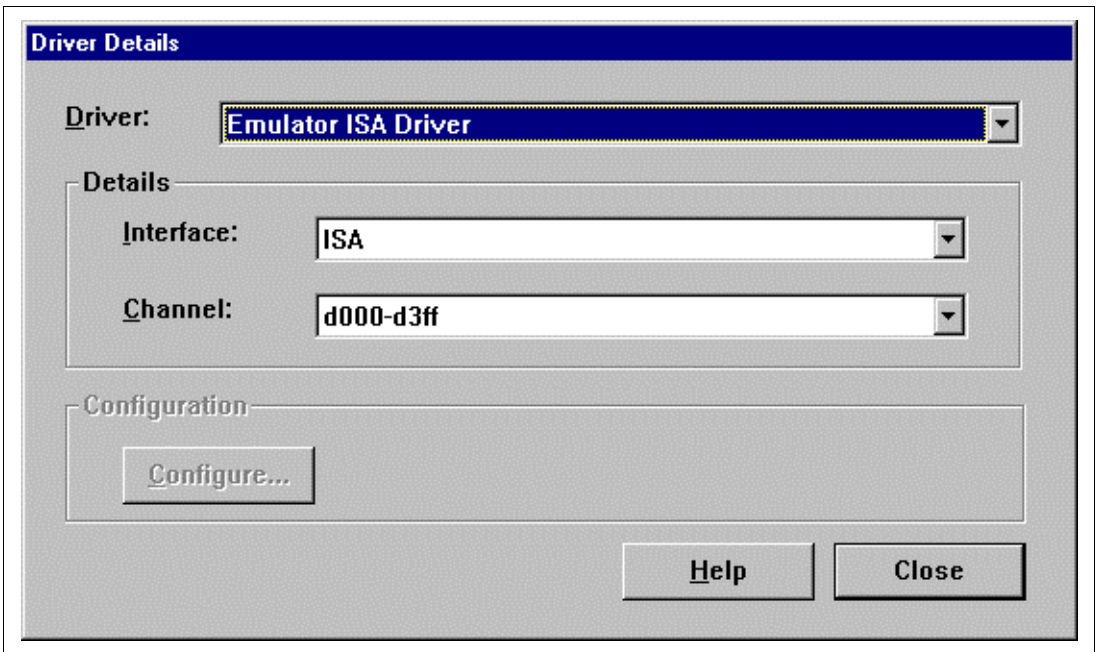 Driver Details
Driver: Emulator ISA Driver
Details
Interface: ISA
Channel: d000-d3ff
Configuration
Configure...
Help Close